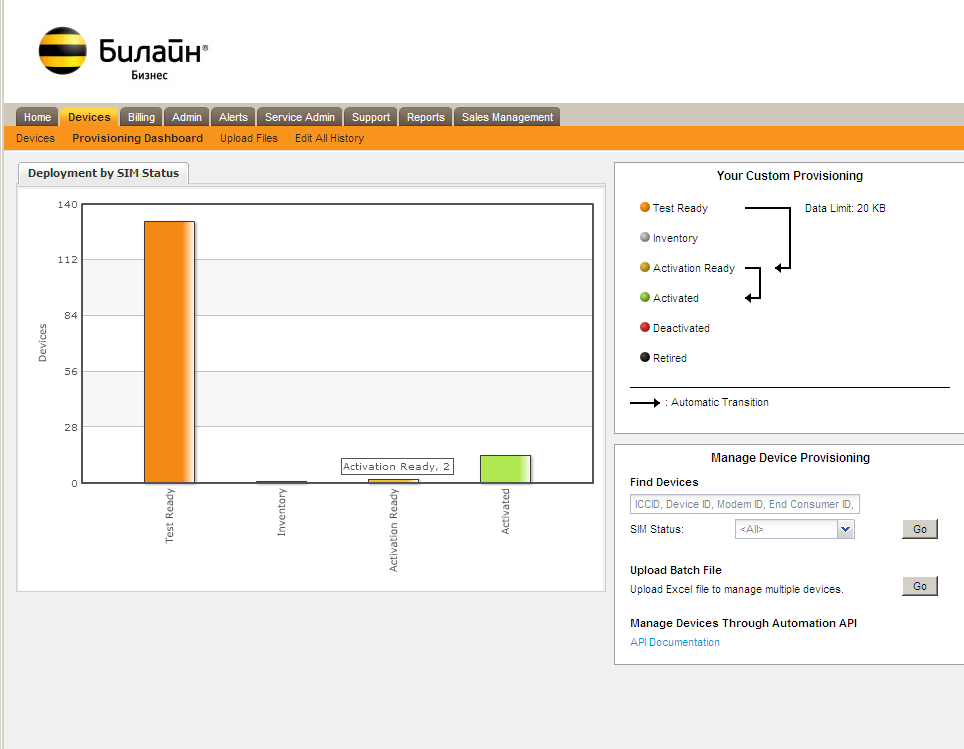 Билайн®
Бизнес
Home Devices Billing Admin Alerts Service Admin Support Reports Sales Management
Devices Provisioning Dashboard Upload Files Edit All History
Deployment by SIM Status
140
112
84
56
28
0
Devices
Activation Ready, 2
Test Ready
Inventory
Activation Ready
Activated
Your Custom Provisioning
Test Ready Data Limit: 20 KB
Inventory
Activation Ready
Activated
Deactivated
Retired
: Automatic Transition
Manage Device Provisioning
Find Devices
ICCID, Device ID, Modem ID, End Consumer ID,
SIM Status: <All> Go
Upload Batch File
Upload Excel file to manage multiple devices. Go
Manage Devices Through Automation API
API Documentation